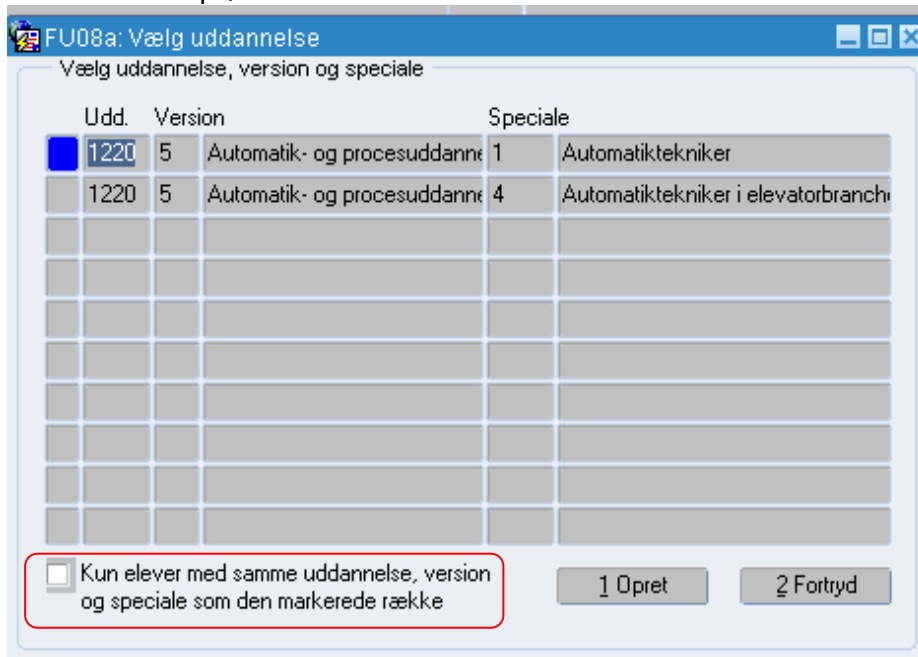 FU08a: Vælg uddannelse
Vælg uddannelse, version og speciale
Udd. Version Speciale
1220 5 Automatik- og procesuddanne 1 Automatiktekniker
1220 5 Automatik- og procesuddanne 4 Automatiktekniker i elevatorbranch
Kun elever med samme uddannelse, version
og speciale som den markerede række
1 Opret 2 Fortryd